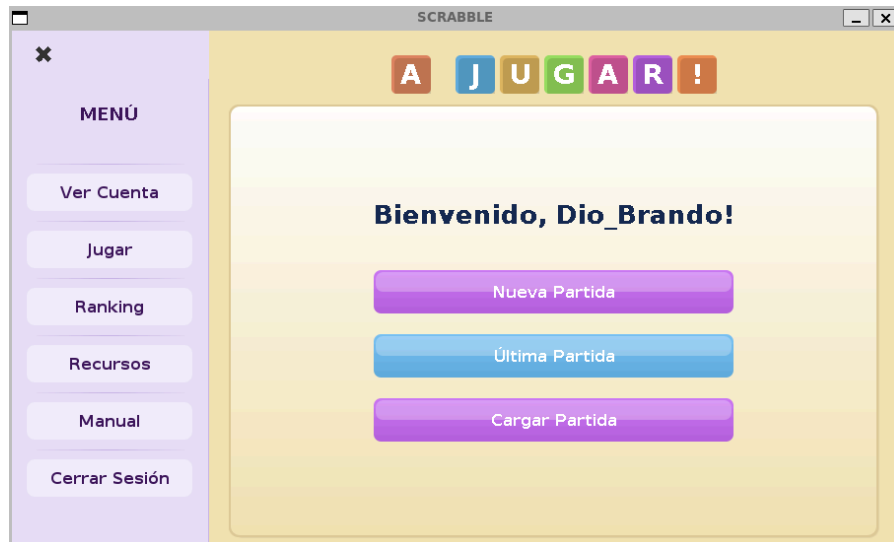 SCRABBLE
✖
MENÚ
Ver Cuenta
Jugar
Ranking
Recursos
Manual
Cerrar Sesión
A JUGAR!
Bienvenido, Dio_Brando!
Nueva Partida
Última Partida
Cargar Partida